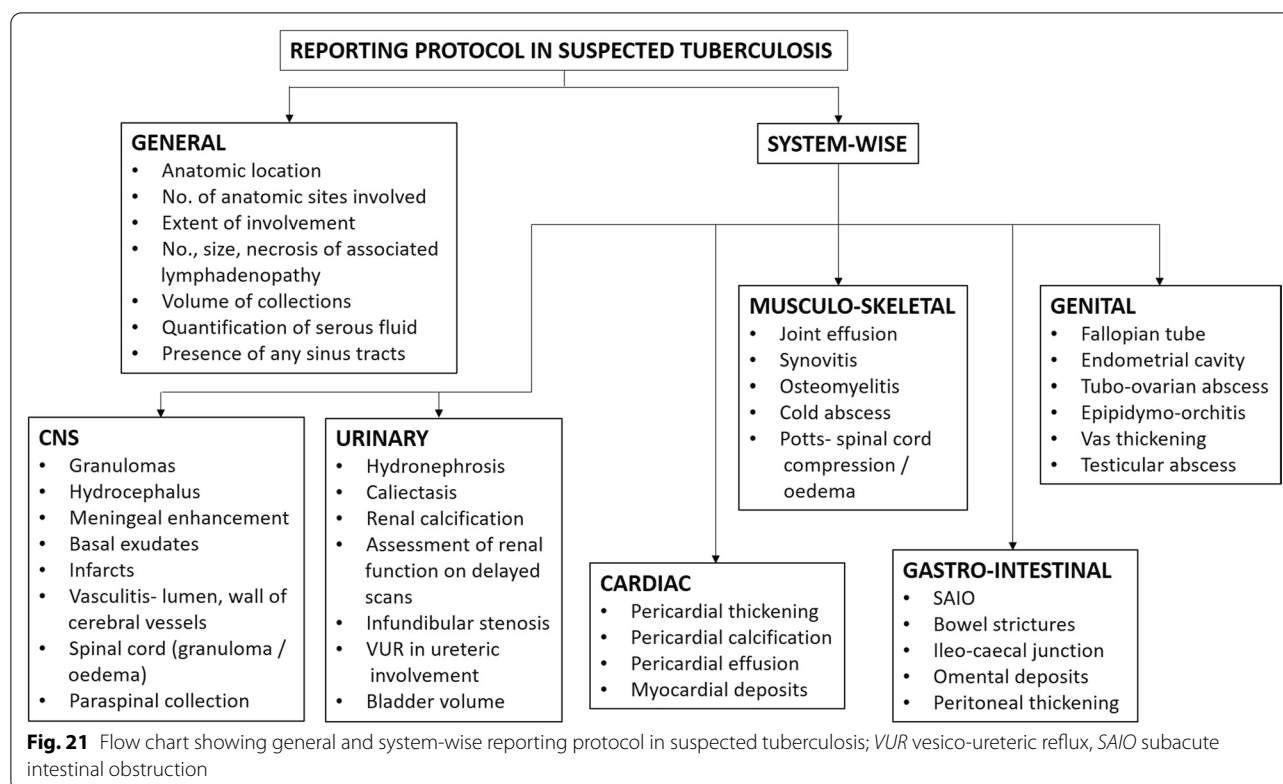 REPORTING PROTOCOL IN SUSPECTED TUBERCULOSIS
GENERAL
• Anatomic location
• No. of anatomic sites involved
• Extent of involvement
• No., size, necrosis of associated
lymphadenopathy
• Volume of collections
• Quantification of serous fluid
• Presence of any sinus tracts
SYSTEM-WISE
CNS
• Granulomas
• Hydrocephalus
• Meningeal enhancement
• Basal exudates
• Infarcts
• Vasculitis- lumen, wall of
cerebral vessels
• Spinal cord (granuloma /
oedema)
• Paraspinal collection
URINARY
• Hydronephrosis
• Caliectasis
• Renal calcification
• Assessment of renal
function on delayed
scans
• Infundibular stenosis
• VUR in ureteric
involvement
• Bladder volume
CARDIAC
• Pericardial thickening
• Pericardial calcification
• Pericardial effusion
• Myocardial deposits
MUSCULO-SKELETAL
• Joint effusion
• Synovitis
• Osteomyelitis
• Cold abscess
• Potts- spinal cord
compression /
oedema
GASTRO-INTESTINAL
• SAIO
• Bowel strictures
• Ileo-caecal junction
• Omental deposits
• Peritoneal thickening
GENITAL
• Fallopian tube
• Endometrial cavity
• Tubo-ovarian abscess
• Epipidymo-orchitis
• Vas thickening
• Testicular abscess
Fig. 21 Flow chart showing general and system-wise reporting protocol in suspected tuberculosis; VUR vesico-ureteric reflux, SAIO subacute
intestinal obstruction